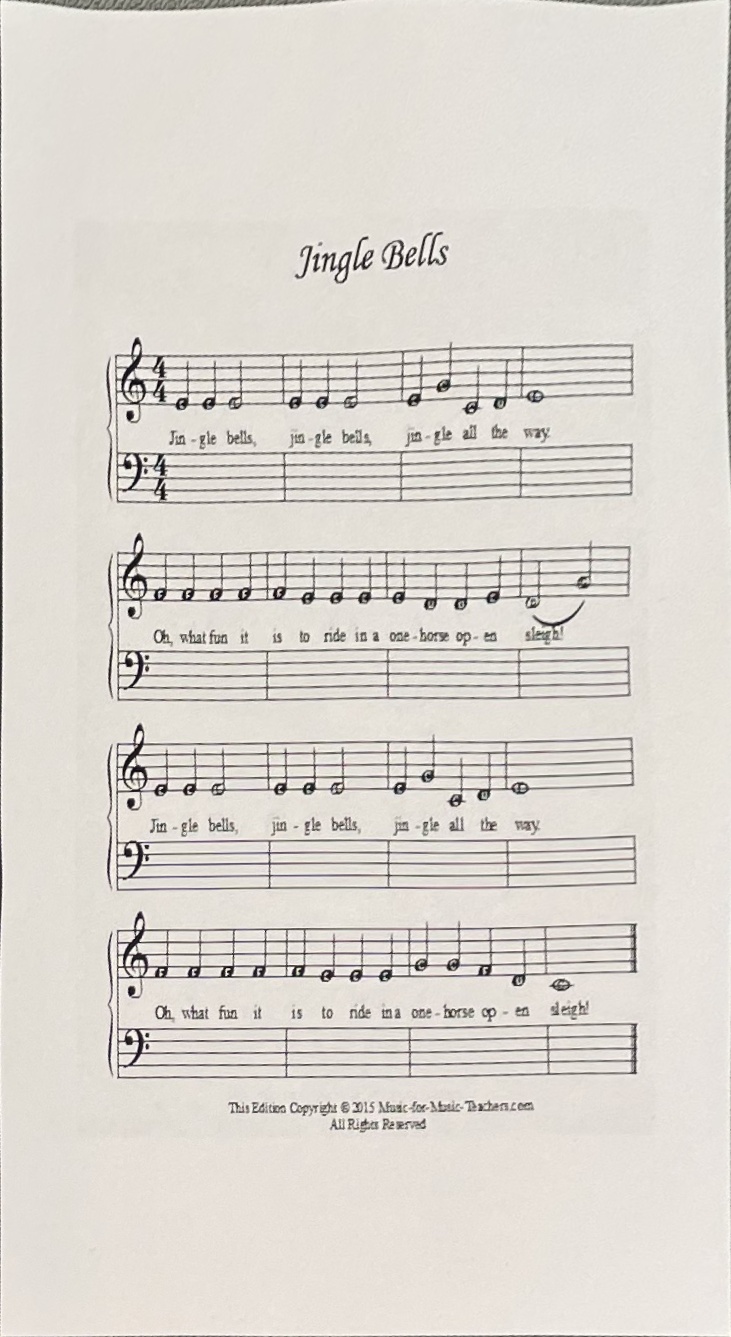 Jingle Bells
4 4
Jin - gle bells, jin - gle bells, jin - gle all the way.
4 4
Oh, what fun it is to ride in a one - horse op - en sleigh!
Jin - gle bells, jin - gle bells, jin - gle all the way.
Oh, what fun it is to ride in a one - horse op - en sleigh!
This Edition Copyright © 2015 Music-for-Music-Teachers.com
All Rights Reserved